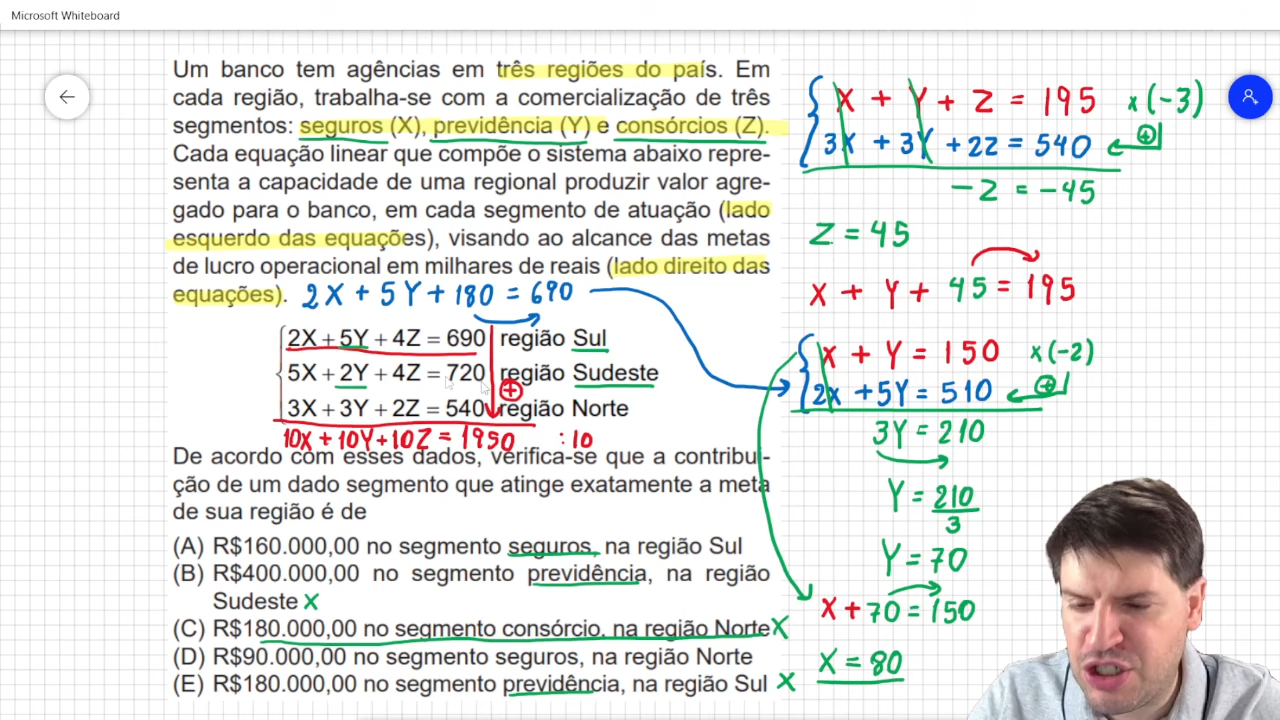 Microsoft Whiteboard
Um banco tem agências em três regiões do país. Em
cada região, trabalha-se com a comercialização de três
segmentos: seguros (X), previdência (Y) e consórcios (Z).
Cada equação linear que compõe o sistema abaixo repre-
senta a capacidade de uma regional produzir valor agre-
gado para o banco, em cada segmento de atuação (lado
esquerdo das equações), visando ao alcance das metas
de lucro operacional em milhares de reais (lado direito das
equações). 2X + 5Y + 180 = 690
2X + 5Y + 4Z = 690 região Sul
5X + 2Y + 4Z = 720 região Sudeste
3X + 3Y + 2Z = 540 região Norte
10X + 10Y + 10Z = 1950 :10
De acordo com esses dados, verifica-se que a contribui-
ção de um dado segmento que atinge exatamente a meta
de sua região é de
(A) R$160.000,00 no segmento seguros, na região Sul
(B) R$400.000,00 no segmento previdência, na região
Sudeste X
(C) R$180.000,00 no segmento consórcio, na região Norte X
(D) R$90.000,00 no segmento seguros, na região Norte
(E) R$180.000,00 no segmento previdência, na região Sul X
X + Y + Z = 195 x(-3)
3X + 3Y + 2Z = 540
-Z = -45
Z = 45
X + Y + 45 = 195
X + Y = 150 x(-2)
2X + 5Y = 510
3Y = 210
Y = 210
3
Y = 70
X + 70 = 150
X = 80